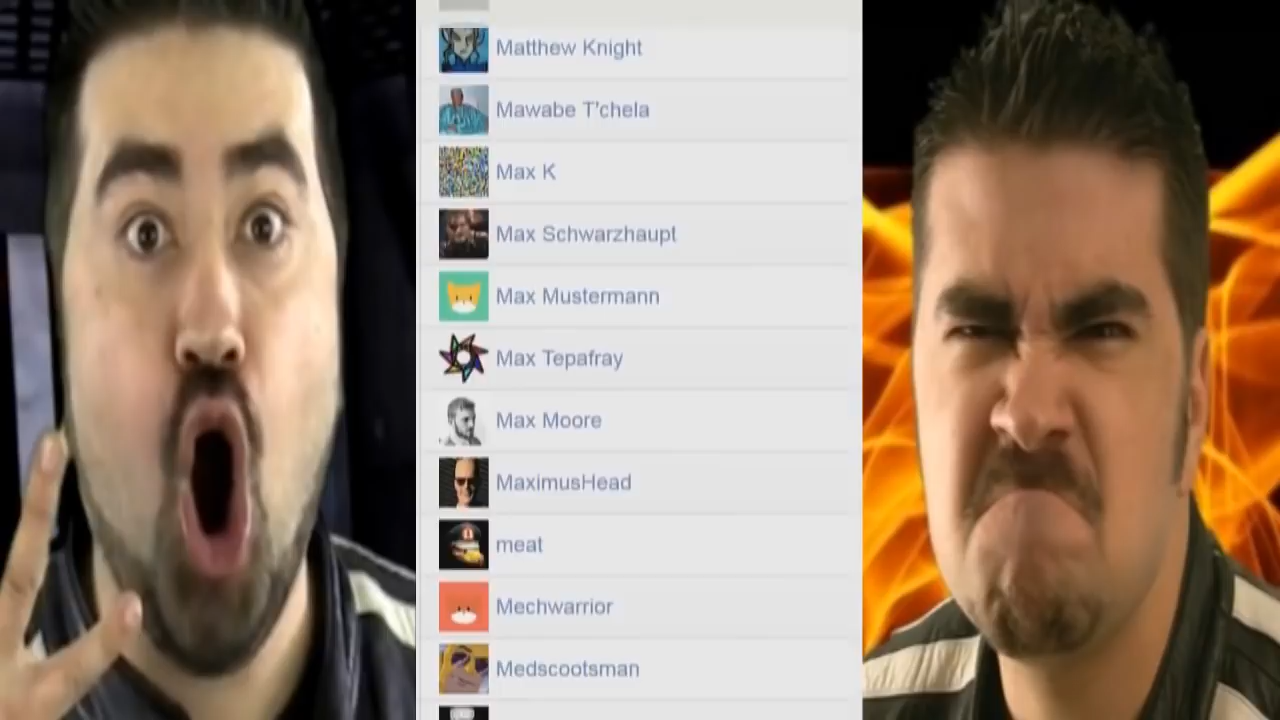 Matthew Knight
Mawabe T'chela
Max K
Max Schwarzhaupt
Max Mustermann
Max Tepafray
Max Moore
MaximusHead
meat
Mechwarrior
Medscootsman